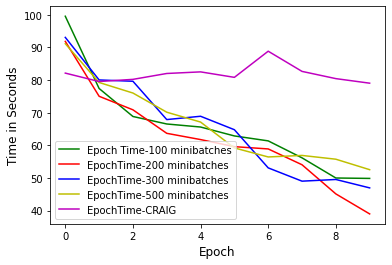 100
90
80
70
60
50
40
Time in Seconds
Epoch Time-100 minibatches
EpochTime-200 minibatches
EpochTime-300 minibatches
EpochTime-500 minibatches
EpochTime-CRAIG
0 2 4 6 8
Epoch